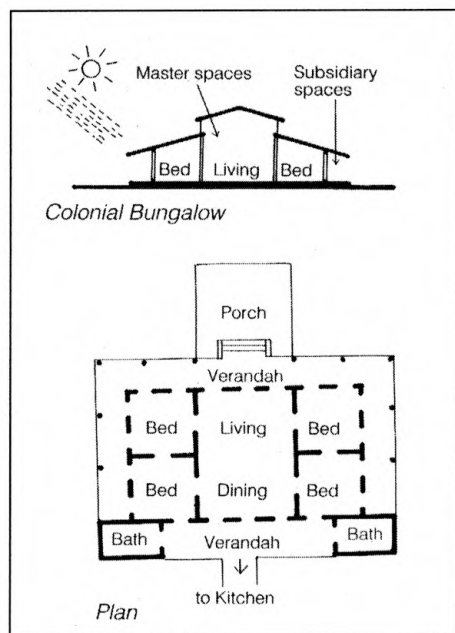 Master spaces
Subsidiary
spaces
Bed Living Bed
Colonial Bungalow
Porch
Verandah
Bed Living Bed
Bed Dining Bed
Bath Verandah Bath
to Kitchen
Plan